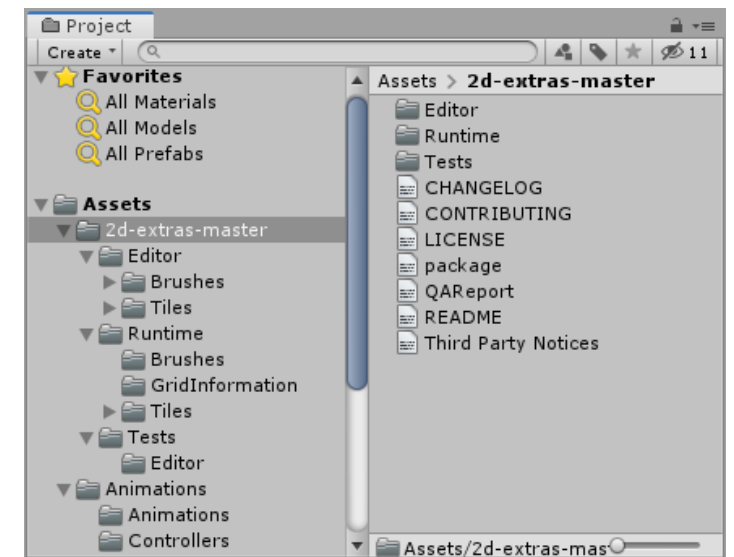 Project
Create
11
Favorites
All Materials
All Models
All Prefabs
Assets
2d-extras-master
Editor
Brushes
Tiles
Runtime
Brushes
GridInformation
Tiles
Tests
Editor
Animations
Animations
Controllers
Assets > 2d-extras-master
Editor
Runtime
Tests
CHANGELOG
CONTRIBUTING
LICENSE
package
QAReport
README
Third Party Notices
Assets/2d-extras-mas